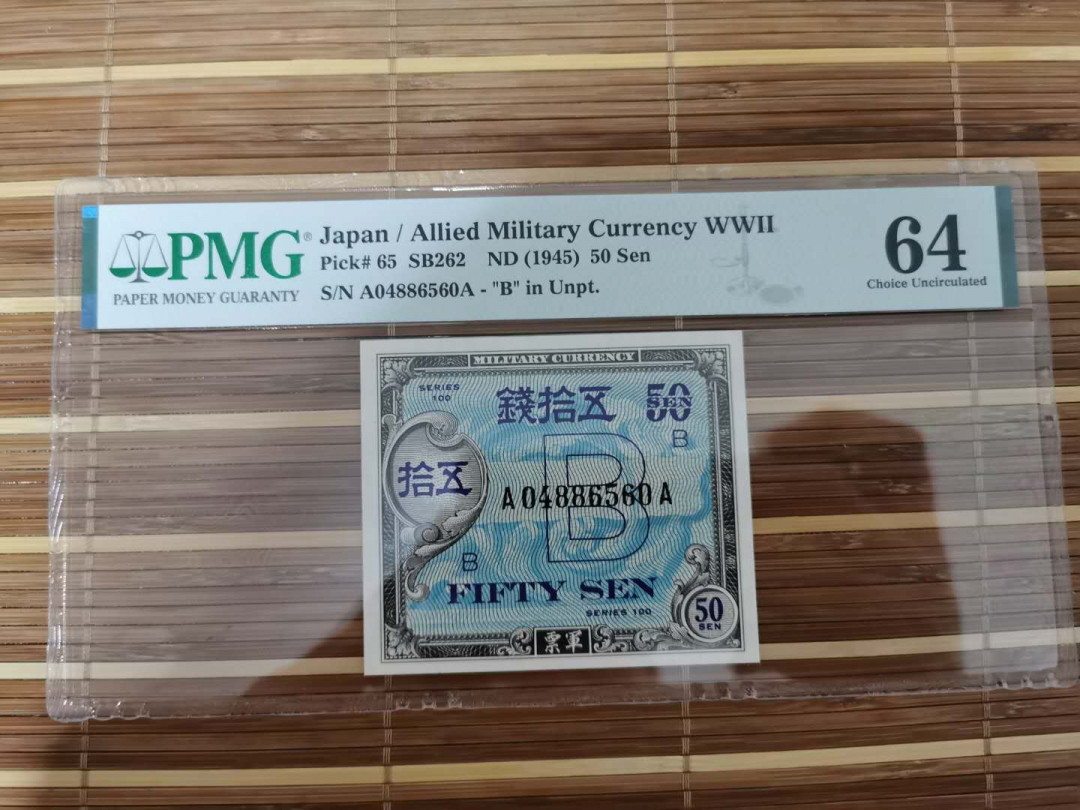 PMG®
PAPER MONEY GUARANTY
Japan / Allied Military Currency WWII
Pick# 65 SB262 ND (1945) 50 Sen
S/N A04886560A - "B" in Unpt.
64
Choice Uncirculated
MILITARY CURRENCY
SERIES
100
錢拾五
50
SEN
B
拾五
A04886560A
B
B
FIFTY SEN
SERIES 100
50
SEN
票軍